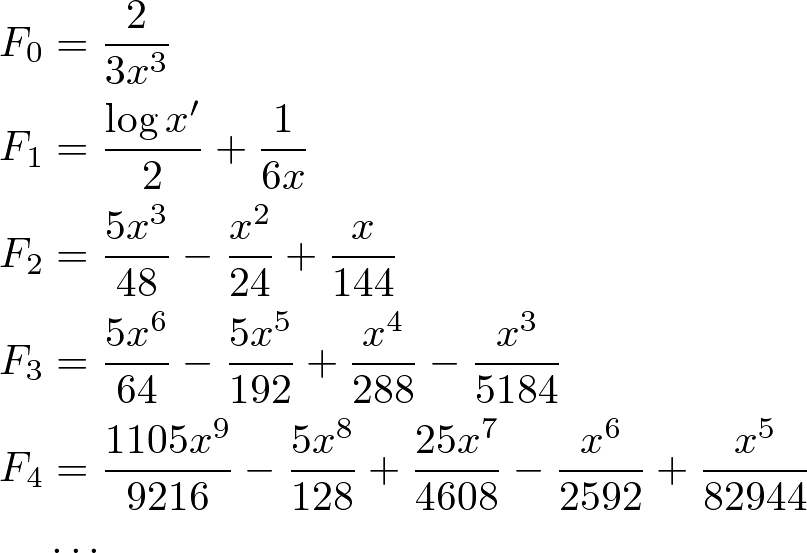 F_0 = \frac{2}{3x^3}
F_1 = \frac{\log x'}{2} + \frac{1}{6x}
F_2 = \frac{5x^3}{48} - \frac{x^2}{24} + \frac{x}{144}
F_3 = \frac{5x^6}{64} - \frac{5x^5}{192} + \frac{x^4}{288} - \frac{x^3}{5184}
F_4 = \frac{1105x^9}{9216} - \frac{5x^8}{128} + \frac{25x^7}{4608} - \frac{x^6}{2592} + \frac{x^5}{82944}
\cdots